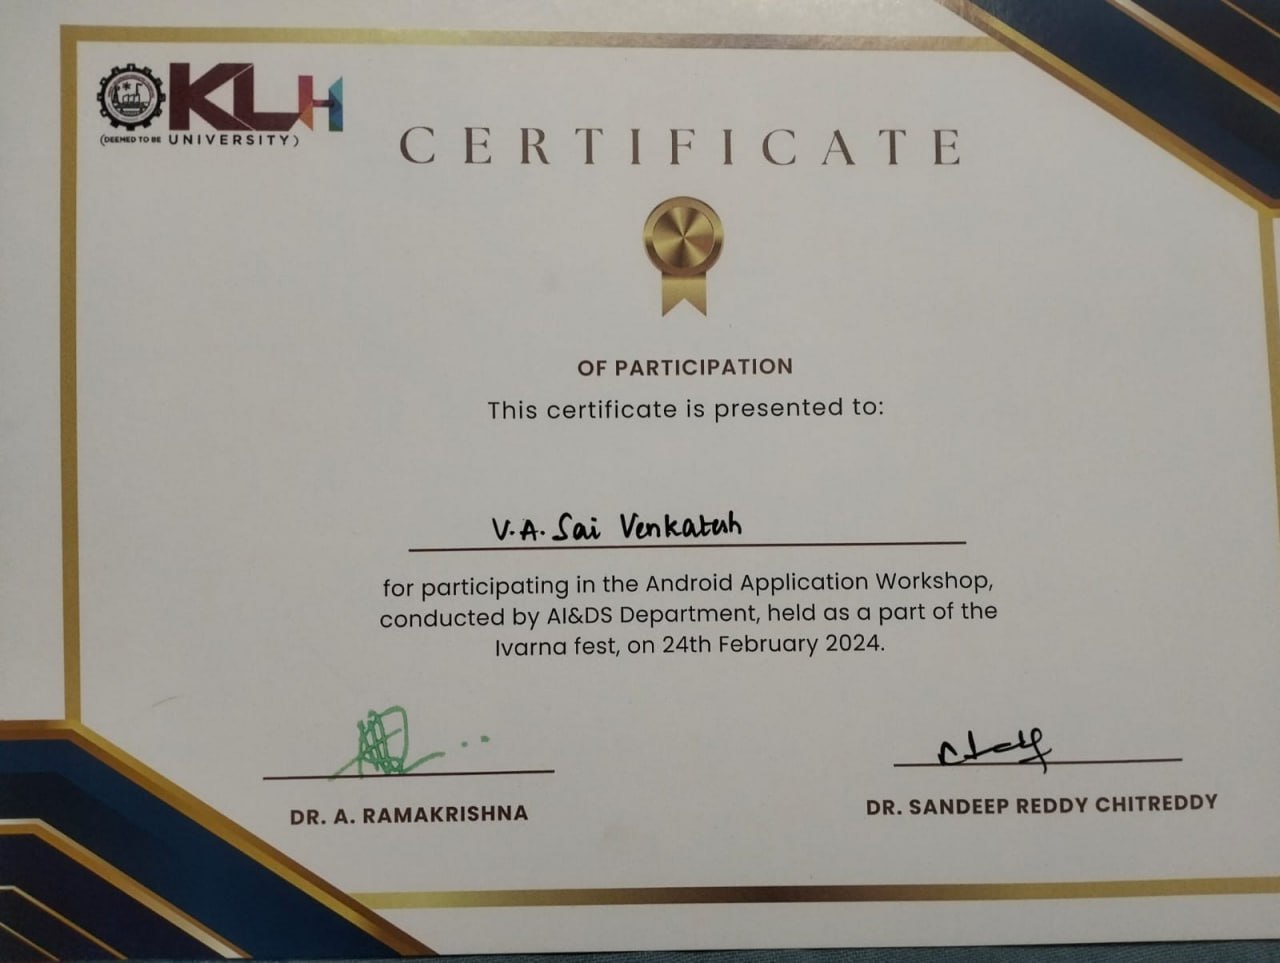 KLH
(DEEMED TO BE UNIVERSITY)
CERTIFICATE
OF PARTICIPATION
This certificate is presented to:
V.A. Sai Venkatesh
for participating in the Android Application Workshop,
conducted by AI&DS Department, held as a part of the
Ivarna fest, on 24th February 2024.
DR. A. RAMAKRISHNA
DR. SANDEEP REDDY CHITREDDY